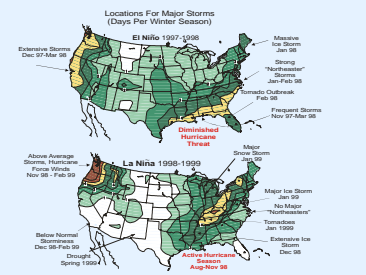 Locations For Major Storms
(Days Per Winter Season)
El Niño 1997-1998
Massive
Ice Storm
Jan 98
Extensive Storms
Dec 97-Mar 98
Strong
"Northeaster"
Storms
Jan-Feb 98
Tornado Outbreak
Feb 98
Frequent Storms
Nov 97-Mar 98
Diminished
Hurricane
Threat
Major
Snow Storm
Jan 99
Above Average
Storms, Hurricane
Force Winds
Nov 98 - Feb 99
La Niña 1998-1999
Major Ice Storm
Jan 99
No Major
"Northeasters"
Tornadoes
Jan 1999
Below Normal
Storminess
Dec 98-Feb 99
Extensive Ice
Storm
Dec 98
Drought
Spring 1999
Active Hurricane
Season
Aug-Nov 98